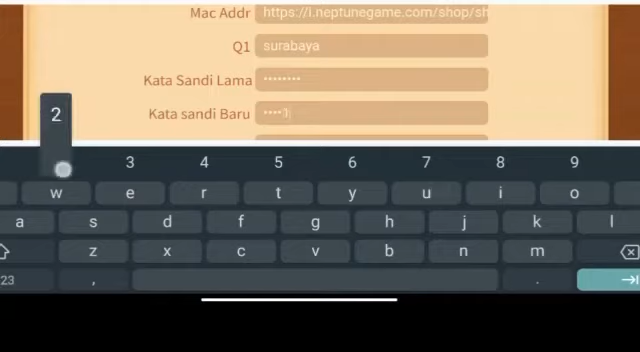 Mac Addr https://i.neptunegame.com/shop/sh
Q1 surabaya
Kata Sandi Lama ••••••••
Kata sandi Baru ••••1
2 3 4 5 6 7 8 9
w e r t y u i o
a s d f g h j k l
z x c v b n m
23 , .